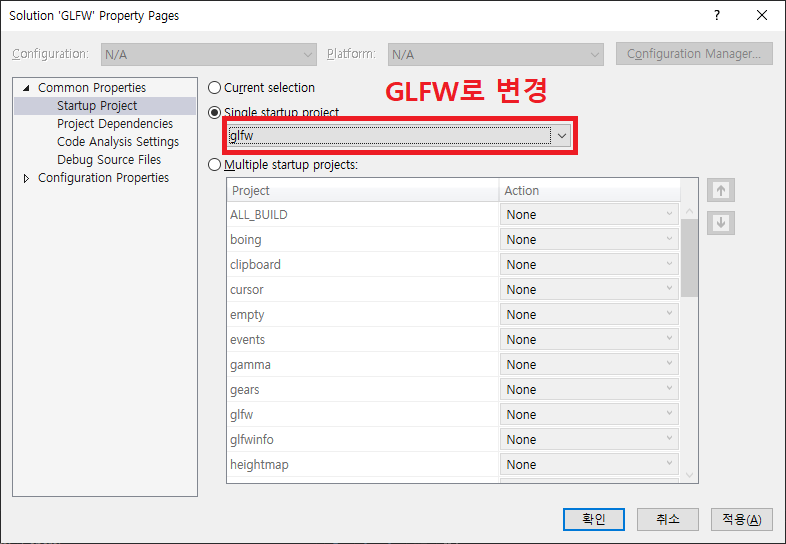 Solution 'GLFW' Property Pages
?
Configuration: N/A Platform: N/A Configuration Manager...
Common Properties
Startup Project
Project Dependencies
Code Analysis Settings
Debug Source Files
Configuration Properties
Current selection
GLFW로 변경
Single startup project
glfw
Multiple startup projects:
Project Action
ALL_BUILD None
boing None
clipboard None
cursor None
empty None
events None
gamma None
gears None
glfw None
glfwinfo None
heightmap None
확인 취소 적용(A)